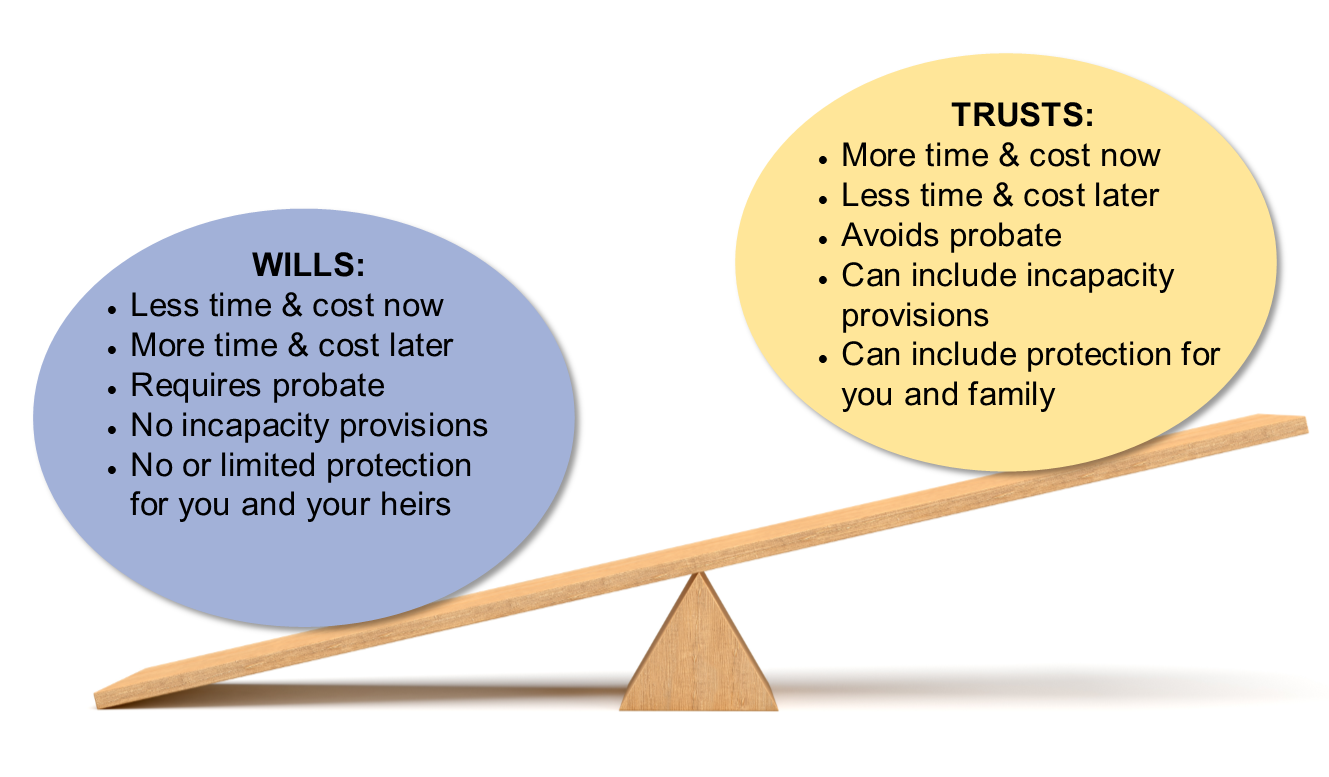 WILLS:
• Less time & cost now
• More time & cost later
• Requires probate
• No incapacity provisions
• No or limited protection
for you and your heirs
TRUSTS:
• More time & cost now
• Less time & cost later
• Avoids probate
• Can include incapacity
provisions
• Can include protection for
you and family